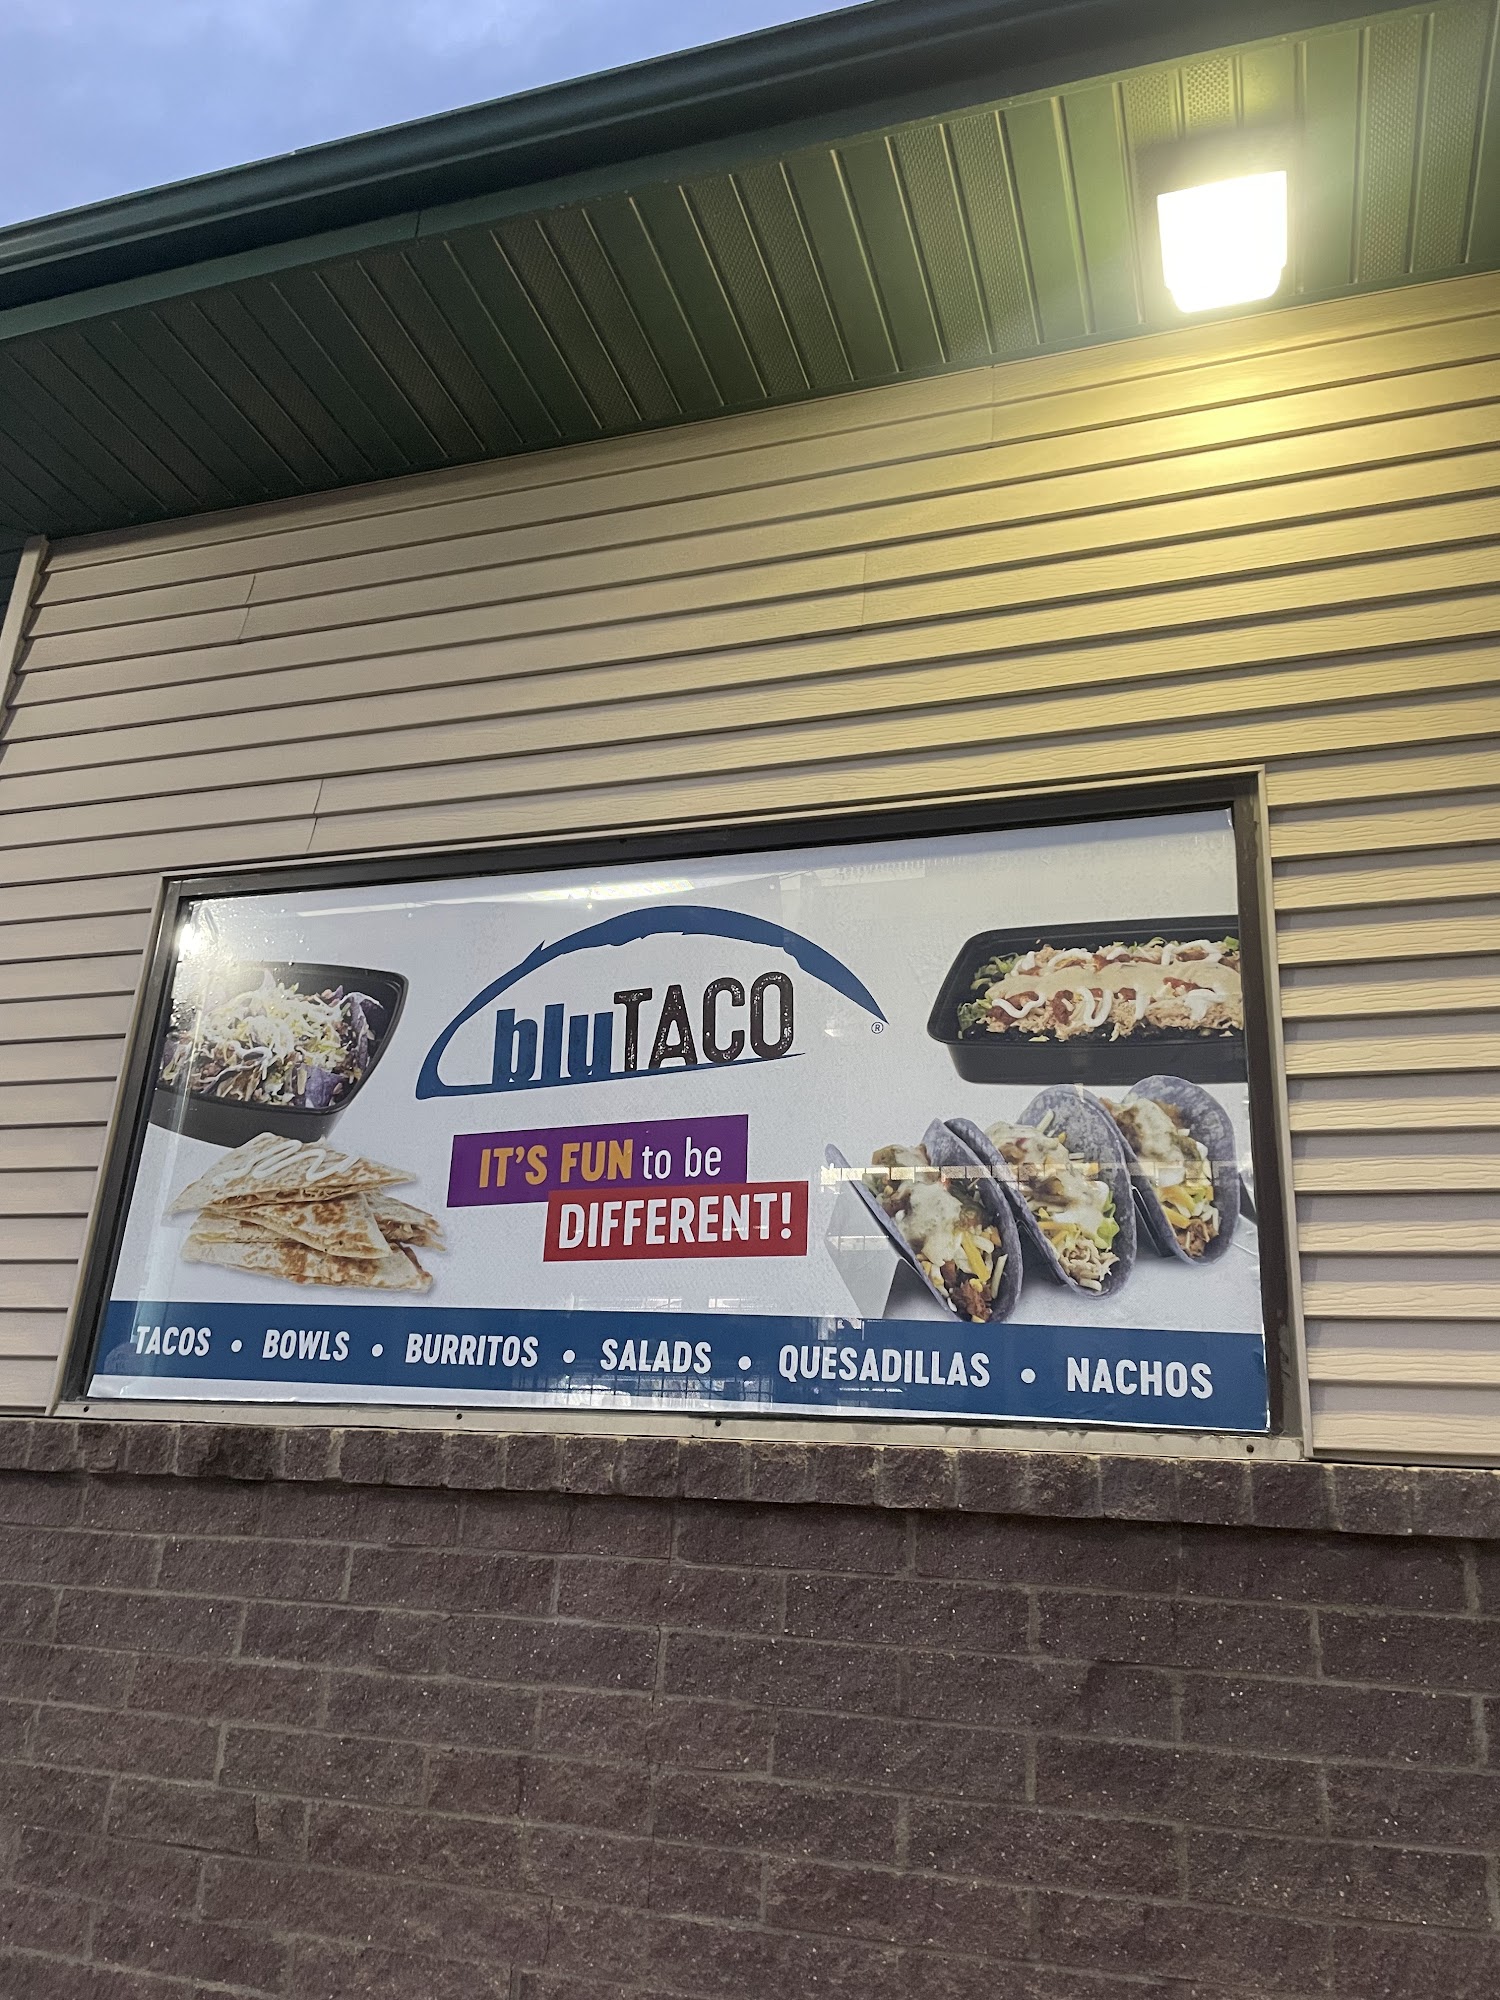 bluTACO®
IT'S FUN to be
DIFFERENT!
TACOS • BOWLS • BURRITOS • SALADS • QUESADILLAS • NACHOS